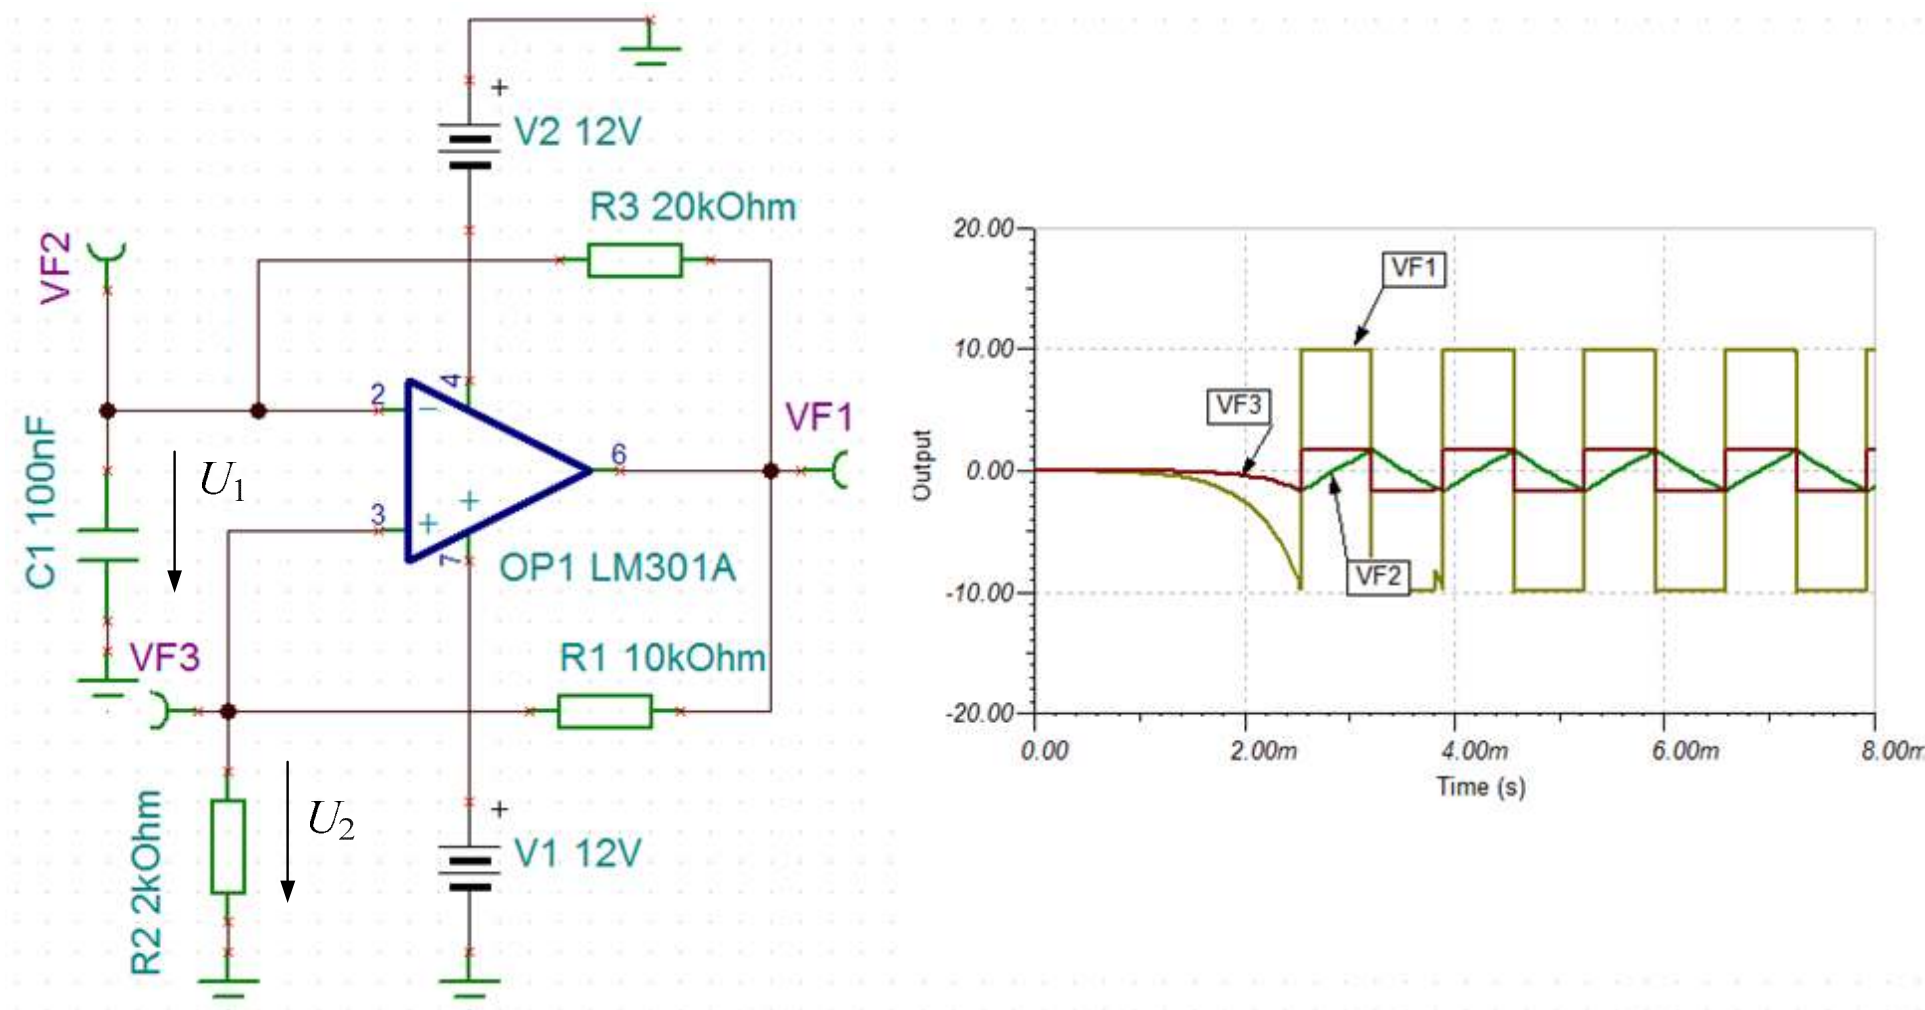 +
V2 12V
R3 20kOhm
VF2
2
4
−
6
VF1
C1 100nF
U1
3
+
+
7
OP1 LM301A
VF3
R1 10kOhm
R2 2kOhm
U2
+
V1 12V
20.00
VF1
10.00
VF3
Output
0.00
VF2
-10.00
-20.00
0.00 2.00m 4.00m 6.00m 8.00m
Time (s)